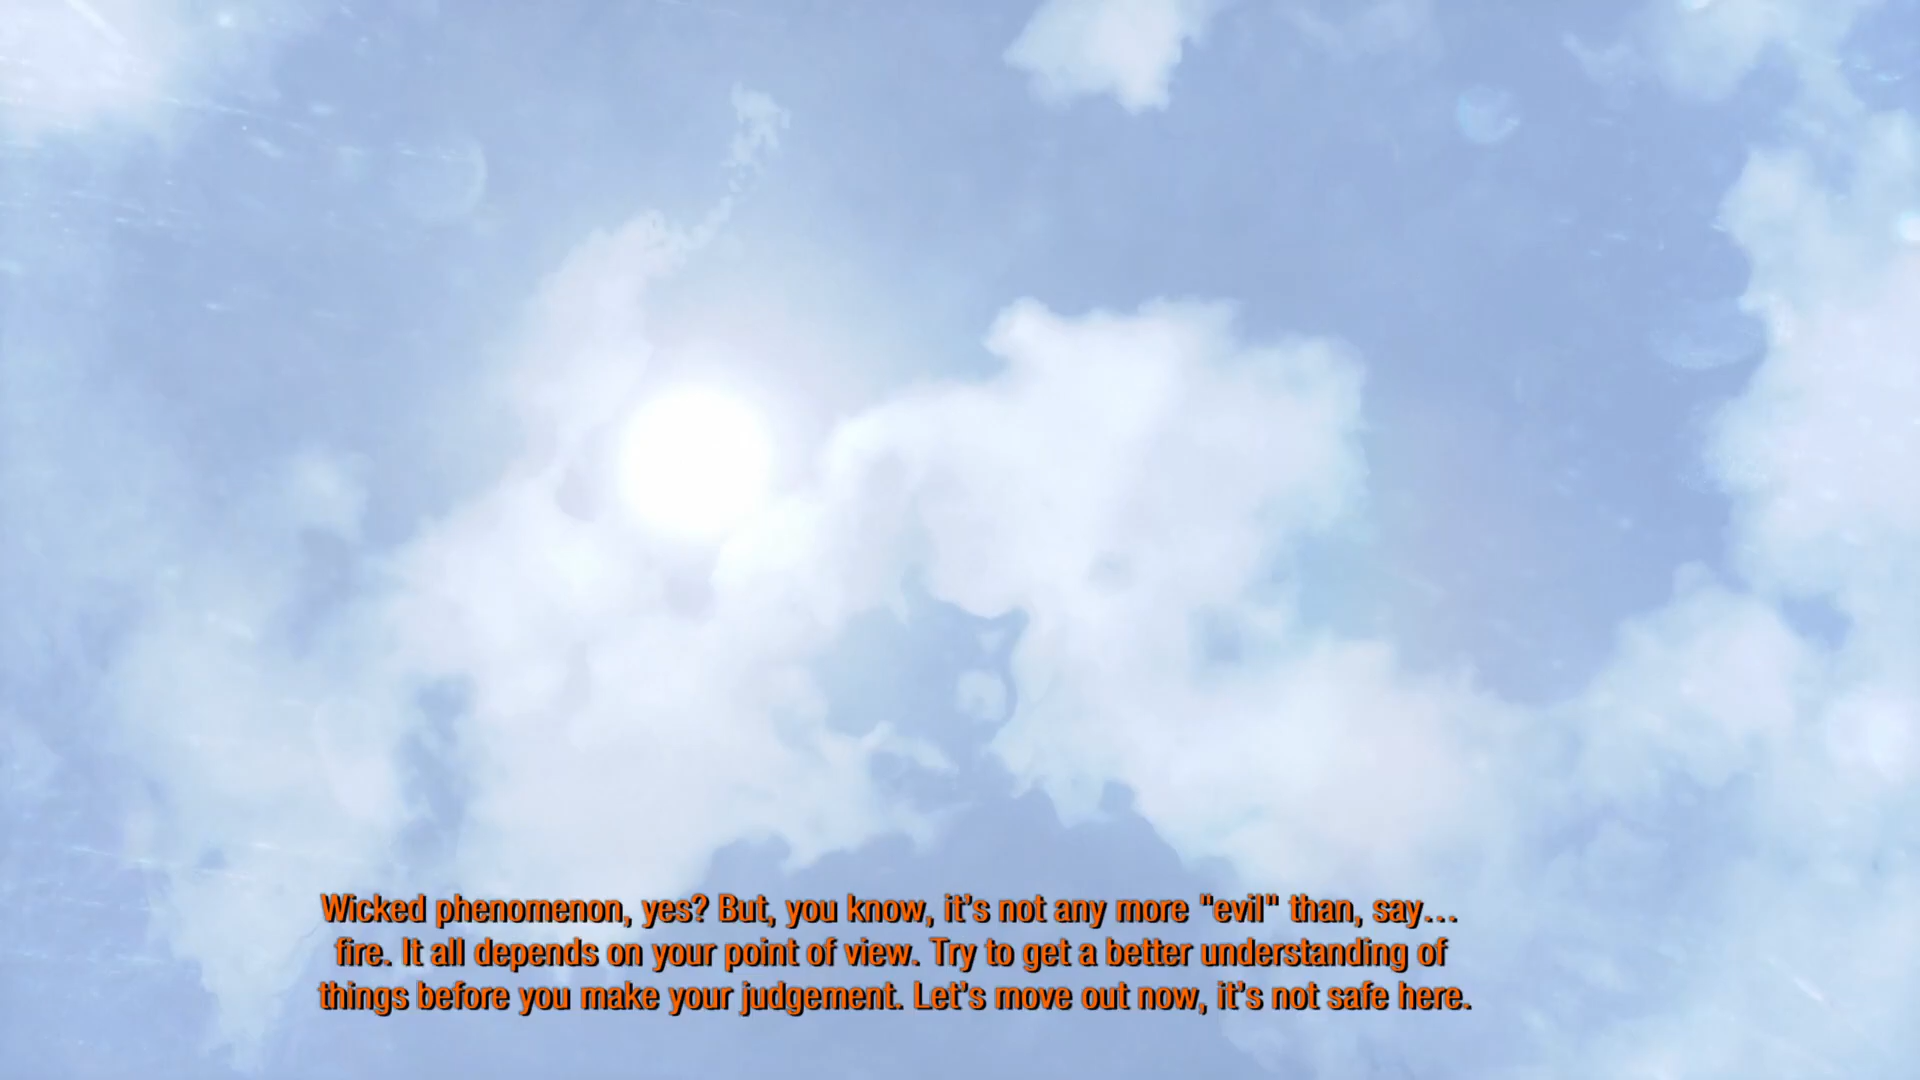 Wicked phenomenon, yes? But, you know, it's not any more "evil" than, say...
fire. It all depends on your point of view. Try to get a better understanding of
things before you make your judgement. Let's move out now, it's not safe here.